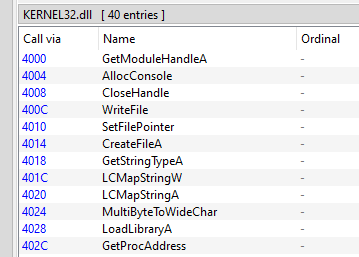 KERNEL32.dll [ 40 entries ]
Call via Name Ordinal
4000 GetModuleHandleA -
4004 AllocConsole -
4008 CloseHandle -
400C WriteFile -
4010 SetFilePointer -
4014 CreateFileA -
4018 GetStringTypeA -
401C LCMapStringW -
4020 LCMapStringA -
4024 MultiByteToWideChar -
4028 LoadLibraryA -
402C GetProcAddress -